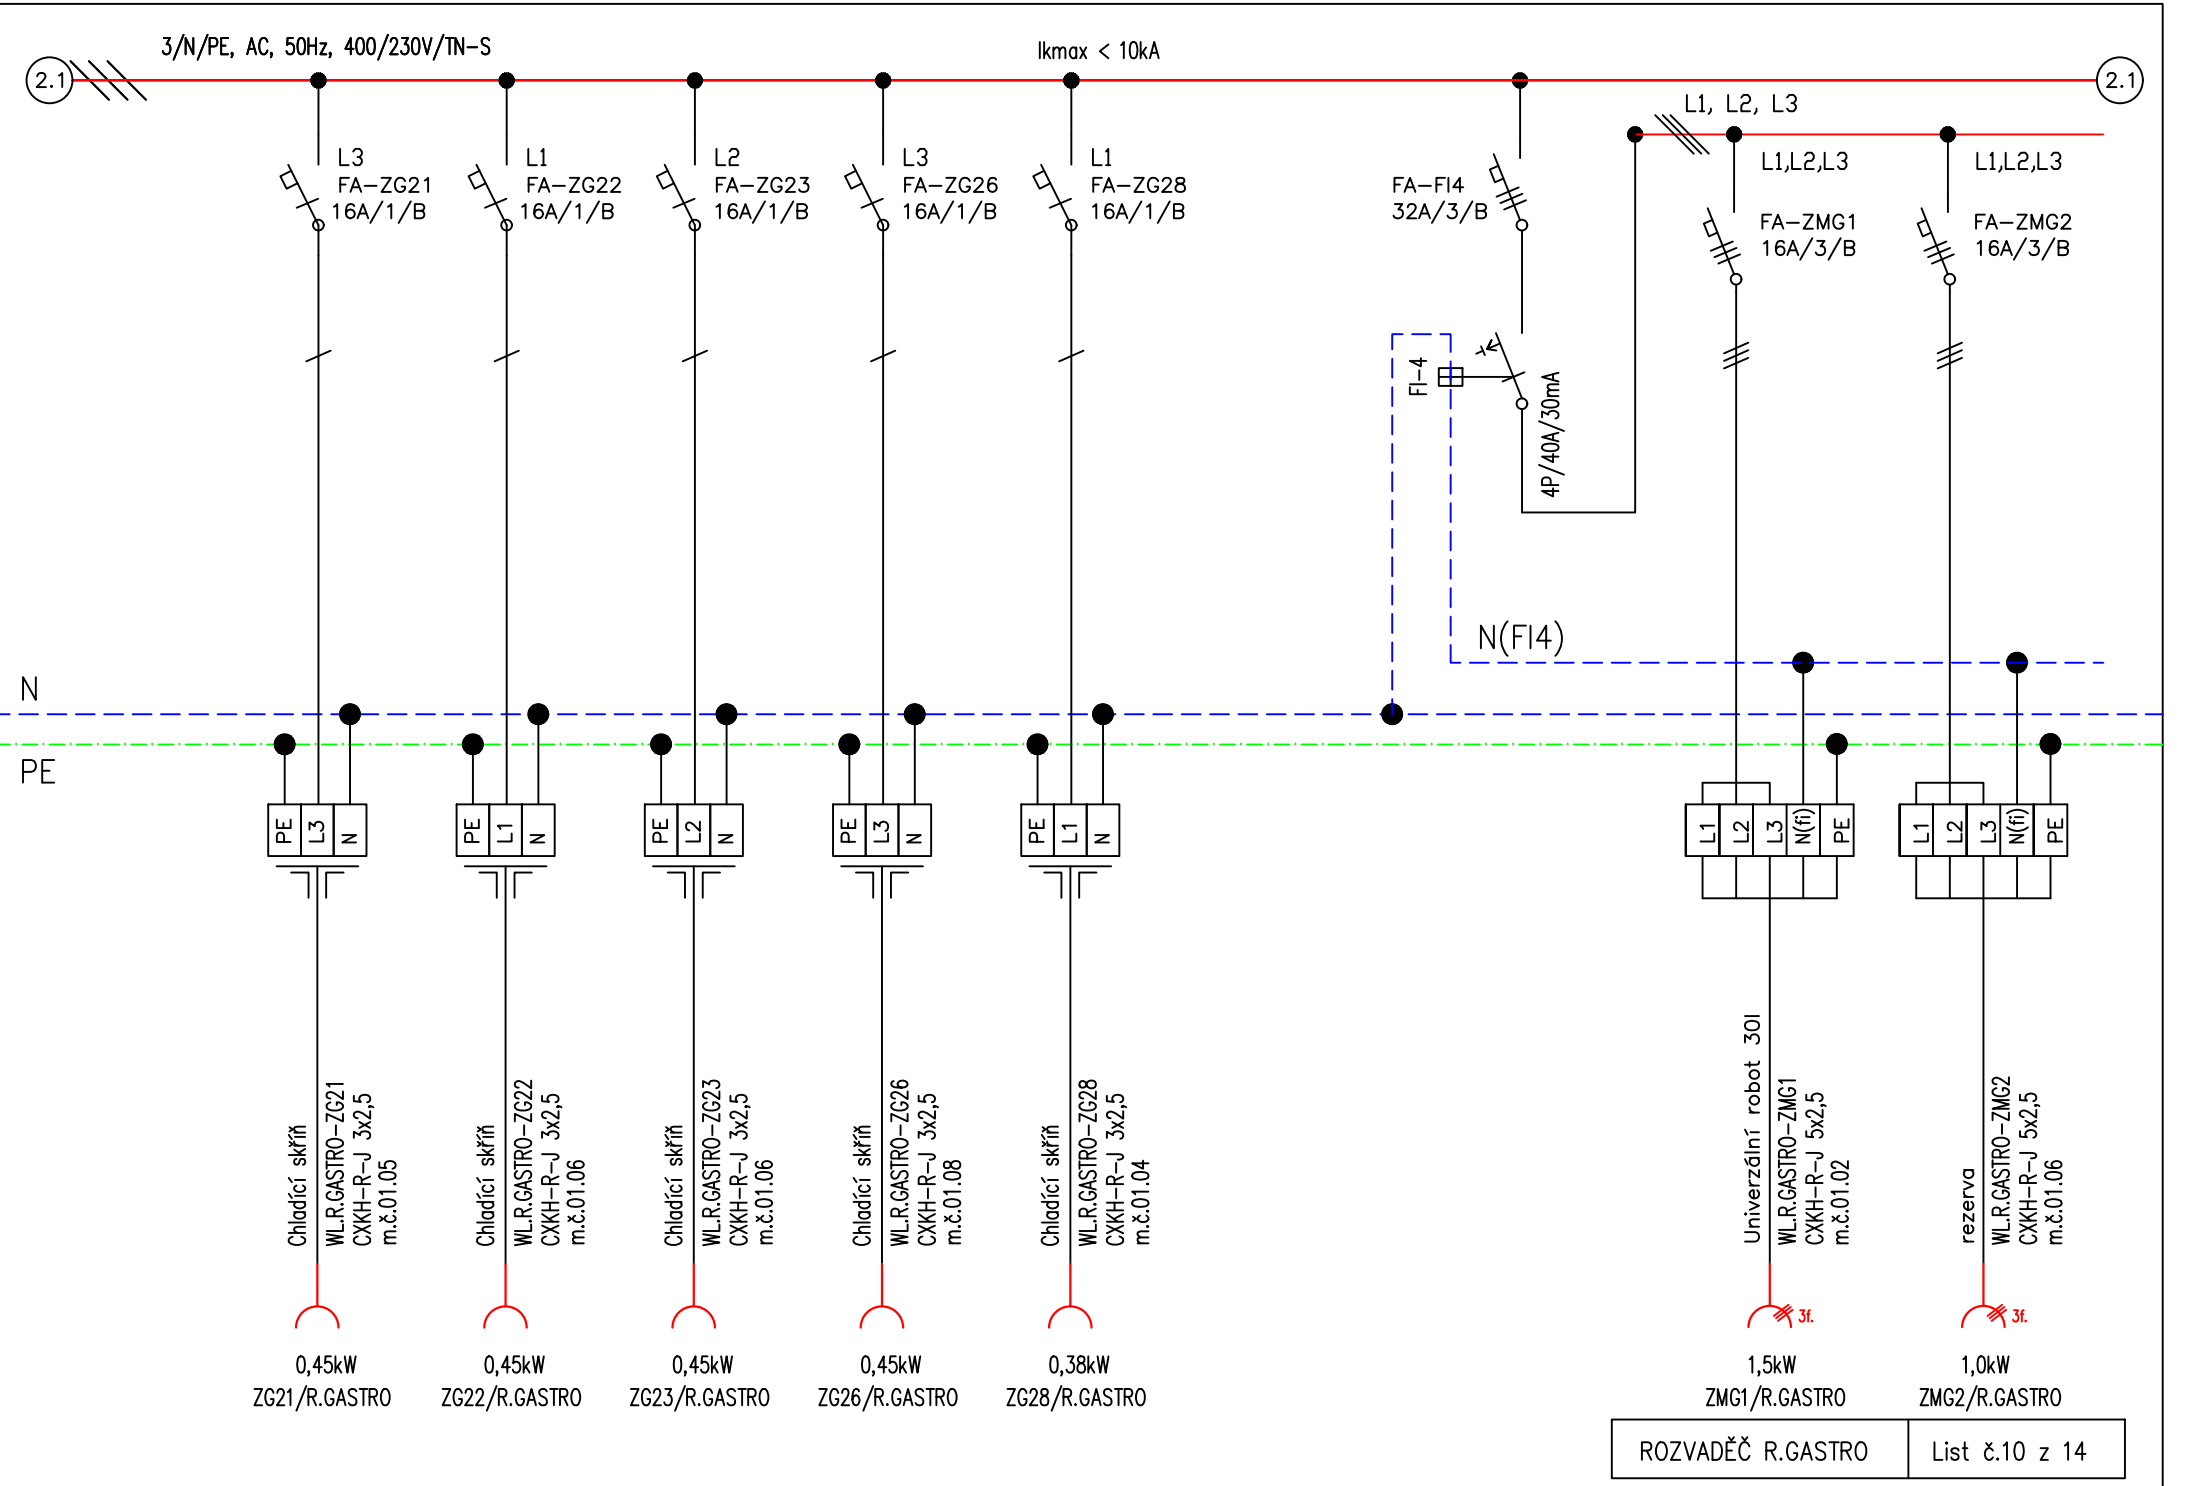 3/N/PE, AC, 50Hz, 400/230V/TN-S
Ikmax < 10kA
2.1
2.1
L1, L2, L3
L3
FA-ZG21
16A/1/B
L1
FA-ZG22
16A/1/B
L2
FA-ZG23
16A/1/B
L3
FA-ZG26
16A/1/B
L1
FA-ZG28
16A/1/B
FA-FI4
32A/3/B
L1,L2,L3
FA-ZMG1
16A/3/B
L1,L2,L3
FA-ZMG2
16A/3/B
FI-4
4P/40A/30mA
N(FI4)
N
PE
PE L3 N
PE L1 N
PE L2 N
PE L3 N
PE L1 N
L1 L2 L3 N(fi) PE
L1 L2 L3 N(fi) PE
Chladící skříň
WL.R.GASTRO-ZG21
CXKH-R-J 3x2,5
m.č.01.05
Chladící skříň
WL.R.GASTRO-ZG22
CXKH-R-J 3x2,5
m.č.01.06
Chladící skříň
WL.R.GASTRO-ZG23
CXKH-R-J 3x2,5
m.č.01.06
Chladící skříň
WL.R.GASTRO-ZG26
CXKH-R-J 3x2,5
m.č.01.08
Chladící skříň
WL.R.GASTRO-ZG28
CXKH-R-J 3x2,5
m.č.01.04
Univerzální robot 30l
WL.R.GASTRO-ZMG1
CXKH-R-J 5x2,5
m.č.01.02
rezerva
WL.R.GASTRO-ZMG2
CXKH-R-J 5x2,5
m.č.01.06
3f.
3f.
0,45kW
ZG21/R.GASTRO
0,45kW
ZG22/R.GASTRO
0,45kW
ZG23/R.GASTRO
0,45kW
ZG26/R.GASTRO
0,38kW
ZG28/R.GASTRO
1,5kW
ZMG1/R.GASTRO
1,0kW
ZMG2/R.GASTRO
ROZVADĚČ R.GASTRO
List č.10 z 14